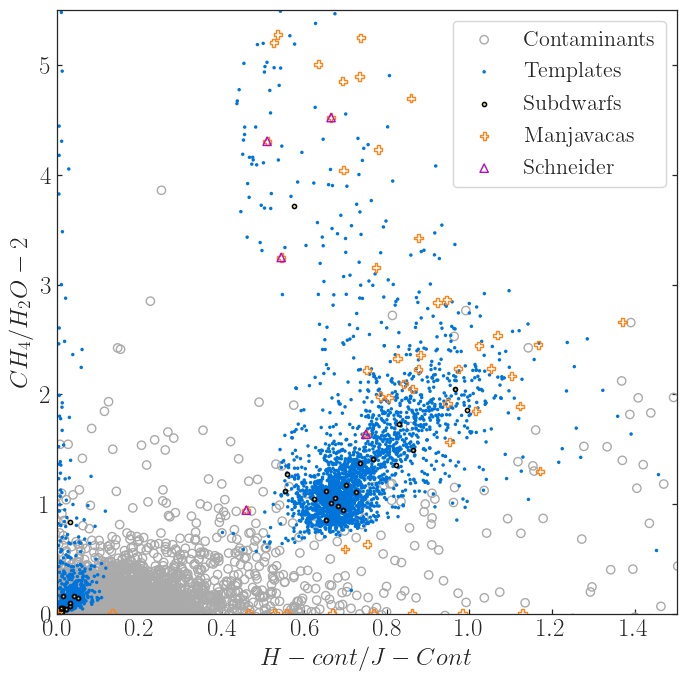 Contaminants
Templates
Subdwarfs
Manjavacas
Schneider
5
4
3
2
1
0
CH₄/H₂O − 2
0.0 0.2 0.4 0.6 0.8 1.0 1.2 1.4
H − cont/J − Cont